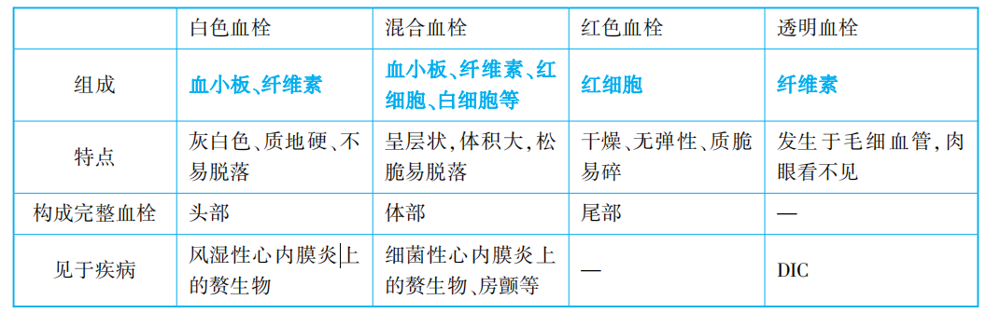 白色血栓 混合血栓 红色血栓 透明血栓
组成 血小板、纤维素 血小板、纤维素、红细胞、白细胞等 红细胞 纤维素
特点 灰白色、质地硬、不易脱落 呈层状,体积大,松脆易脱落 干燥、无弹性、质脆易碎 发生于毛细血管,肉眼看不见
构成完整血栓 头部 体部 尾部 —
见于疾病 风湿性心内膜炎上的赘生物 细菌性心内膜炎上的赘生物、房颤等 — DIC